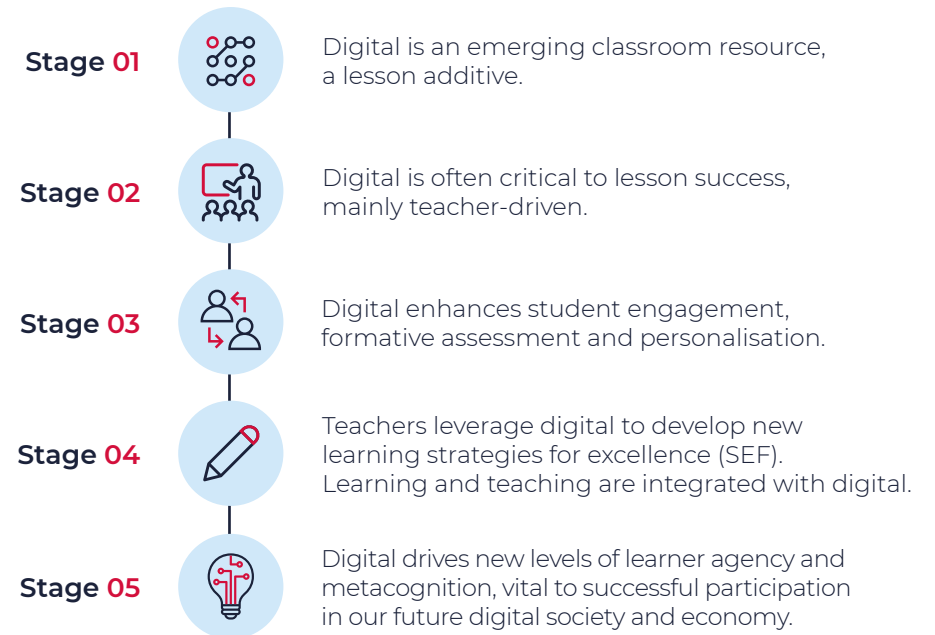 Stage 01
Digital is an emerging classroom resource,
a lesson additive.
Stage 02
Digital is often critical to lesson success,
mainly teacher-driven.
Stage 03
Digital enhances student engagement,
formative assessment and personalisation.
Stage 04
Teachers leverage digital to develop new
learning strategies for excellence (SEF).
Learning and teaching are integrated with digital.
Stage 05
Digital drives new levels of learner agency and
metacognition, vital to successful participation
in our future digital society and economy.